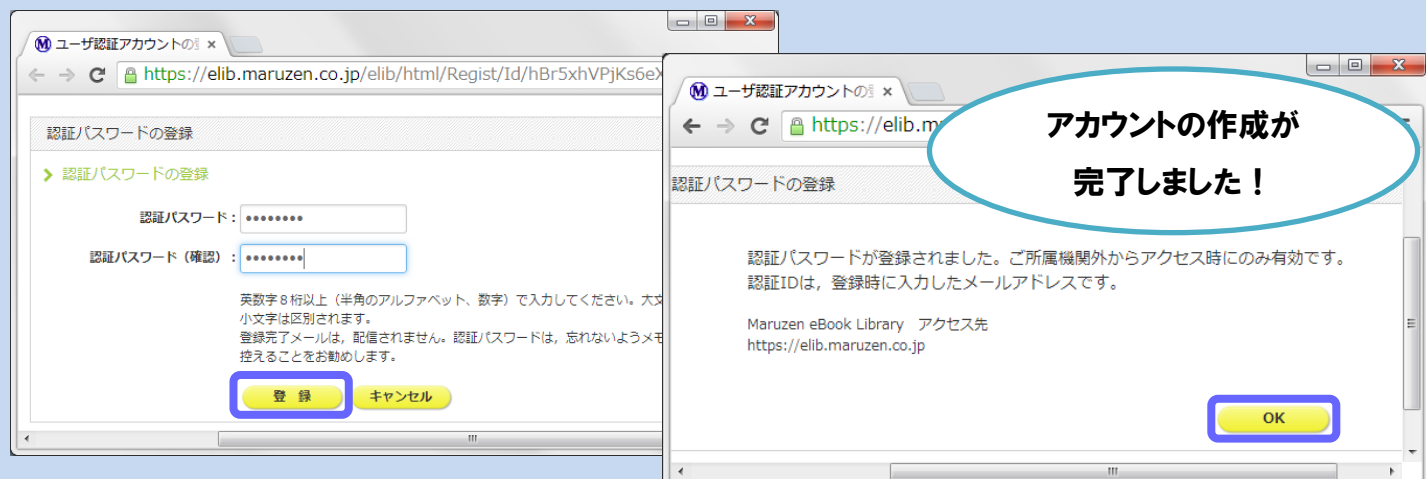 ユーザ認証アカウントの
https://elib.maruzen.co.jp/elib/html/Regist/Id/hBr5xhVPjKs6eX
認証パスワードの登録
認証パスワードの登録
認証パスワード：
認証パスワード（確認）：
英数字８桁以上（半角のアルファベット、数字）で入力してください。大文
小文字は区別されます。
登録完了メールは，配信されません。認証パスワードは，忘れないようメモ
控えることをお勧めします。
登 録
キャンセル
ユーザ認証アカウントの
https://elib.m
アカウントの作成が
完了しました！
認証パスワードの登録
認証パスワードが登録されました。ご所属機関外からアクセス時にのみ有効です。
認証IDは，登録時に入力したメールアドレスです。
Maruzen eBook Library　アクセス先
https://elib.maruzen.co.jp
OK